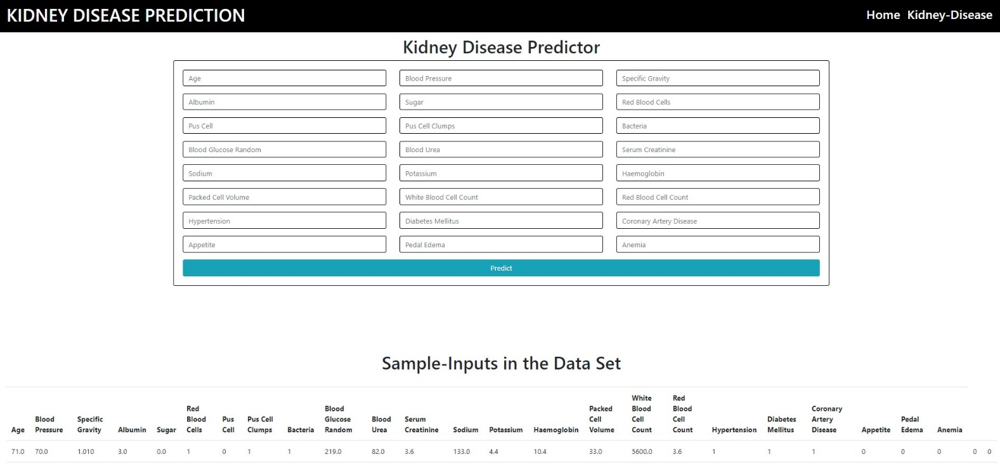 KIDNEY DISEASE PREDICTION
Home Kidney-Disease
Kidney Disease Predictor
Age Blood Pressure Specific Gravity
Albumin Sugar Red Blood Cells
Pus Cell Pus Cell Clumps Bacteria
Blood Glucose Random Blood Urea Serum Creatinine
Sodium Potassium Haemoglobin
Packed Cell Volume White Blood Cell Count Red Blood Cell Count
Hypertension Diabetes Mellitus Coronary Artery Disease
Appetite Pedal Edema Anemia
Predict
Sample-Inputs in the Data Set
Age Blood Pressure Specific Gravity Albumin Sugar Red Blood Cells Pus Cell Pus Cell Clumps Bacteria Blood Glucose Random Blood Urea Serum Creatinine Sodium Potassium Haemoglobin Packed Cell Volume White Blood Cell Count Red Blood Cell Count Hypertension Diabetes Mellitus Coronary Artery Disease Appetite Pedal Edema Anemia
71.0 70.0 1.010 3.0 0.0 1 0 1 1 219.0 82.0 3.6 133.0 4.4 10.4 33.0 5600.0 3.6 1 1 1 0 0 0 0 0